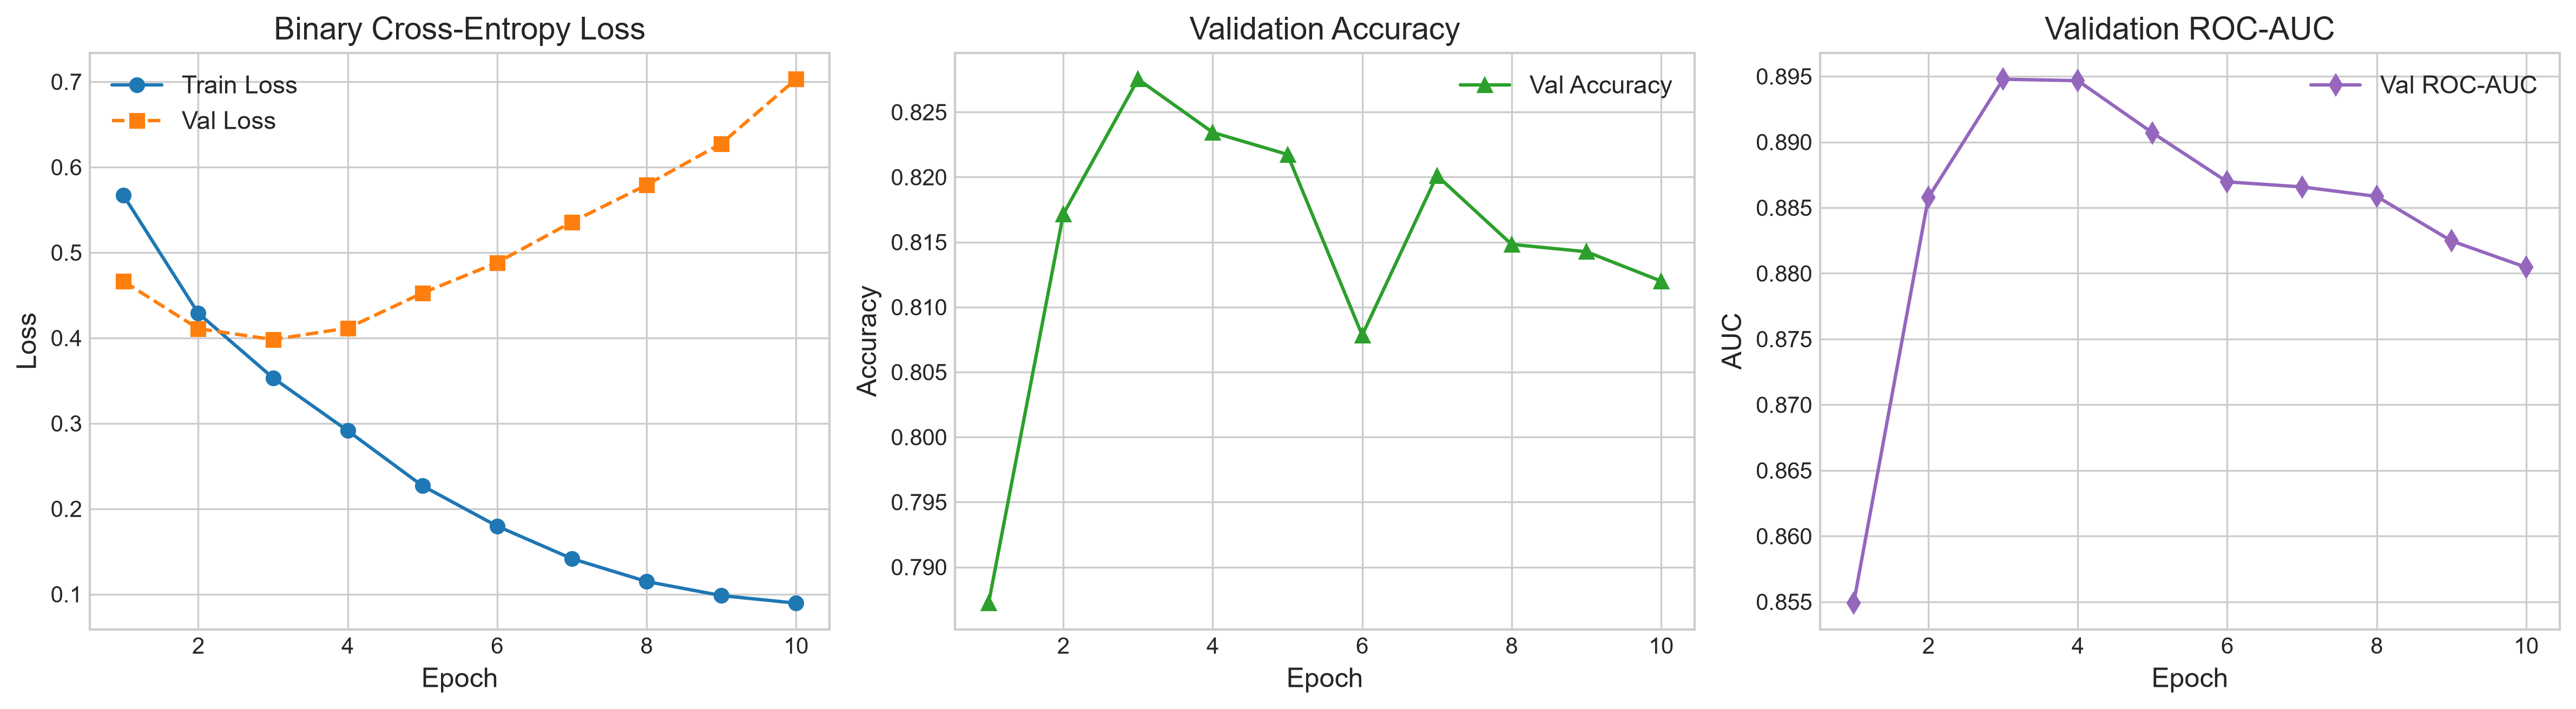 Binary Cross-Entropy Loss
Train Loss
Val Loss
0.7
0.6
0.5
0.4
0.3
0.2
0.1
Loss
2 4 6 8 10
Epoch
Validation Accuracy
Val Accuracy
0.825
0.820
0.815
0.810
0.805
0.800
0.795
0.790
Accuracy
2 4 6 8 10
Epoch
Validation ROC-AUC
Val ROC-AUC
0.895
0.890
0.885
0.880
0.875
0.870
0.865
0.860
0.855
AUC
2 4 6 8 10
Epoch